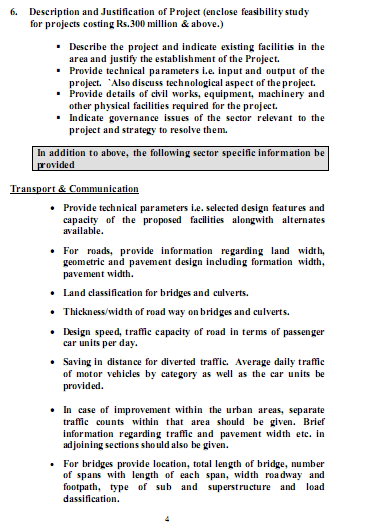 6. Description and Justification of Project (enclose feasibility study
for projects costing Rs.300 million & above.)
▪ Describe the project and indicate existing facilities in the
area and justify the establishment of the Project.
▪ Provide technical parameters i.e. input and output of the
project. `Also discuss technological aspect of the project.
▪ Provide details of civil works, equipment, machinery and
other physical facilities required for the project.
▪ Indicate governance issues of the sector relevant to the
project and strategy to resolve them.
In addition to above, the following sector specific information be
provided
Transport & Communication
• Provide technical parameters i.e. selected design features and
capacity of the proposed facilities alongwith alternates
available.
• For roads, provide information regarding land width,
geometric and pavement design including formation width,
pavement width.
• Land classification for bridges and culverts.
• Thickness/width of road way on bridges and culverts.
• Design speed, traffic capacity of road in terms of passenger
car units per day.
• Saving in distance for diverted traffic. Average daily traffic
of motor vehicles by category as well as the car units be
provided.
• In case of improvement within the urban areas, separate
traffic counts within that area should be given. Brief
information regarding traffic and pavement width etc. in
adjoining sections should also be given.
• For bridges provide location, total length of bridge, number
of spans with length of each span, width roadway and
footpath, type of sub and superstructure and load
classification.
4